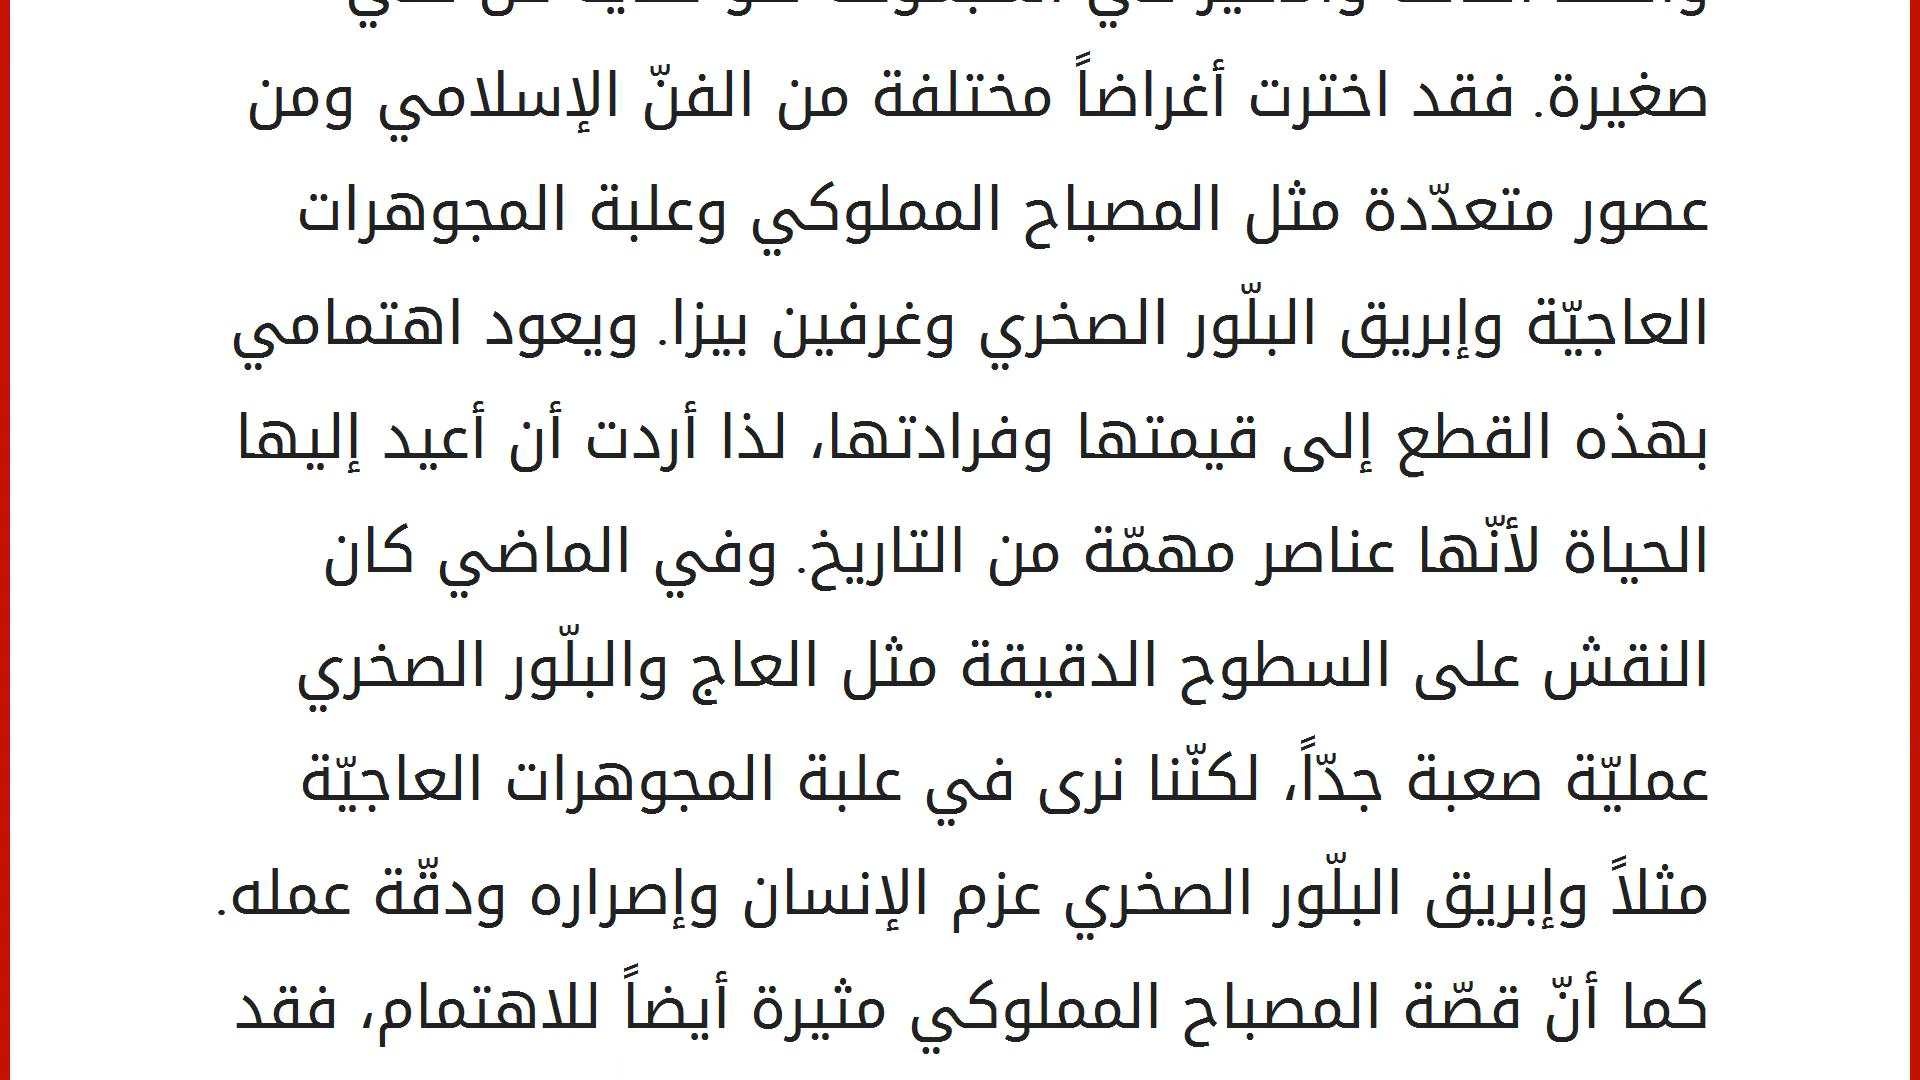 صغيرة. فقد اخترت أغراضاً مختلفة من الفنّ الإسلامي ومن
عصور متعدّدة مثل المصباح المملوكي وعلبة المجوهرات
العاجيّة وإبريق البلّور الصخري وغرفين بيزا. ويعود اهتمامي
بهذه القطع إلى قيمتها وفرادتها، لذا أردت أن أعيد إليها
الحياة لأنّها عناصر مهمّة من التاريخ. وفي الماضي كان
النقش على السطوح الدقيقة مثل العاج والبلّور الصخري
عمليّة صعبة جدّاً، لكنّنا نرى في علبة المجوهرات العاجيّة
مثلاً وإبريق البلّور الصخري عزم الإنسان وإصراره ودقّة عمله.
كما أنّ قصّة المصباح المملوكي مثيرة أيضاً للاهتمام، فقد